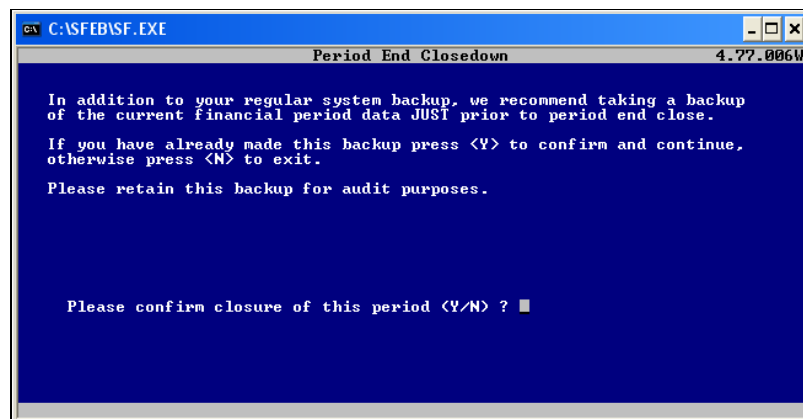 C:\SFEB\SF.EXE
Period End Closedown 4.77.006W
In addition to your regular system backup, we recommend taking a backup
of the current financial period data JUST prior to period end close.
If you have already made this backup press <Y> to confirm and continue,
otherwise press <N> to exit.
Please retain this backup for audit purposes.
Please confirm closure of this period (Y/N) ?